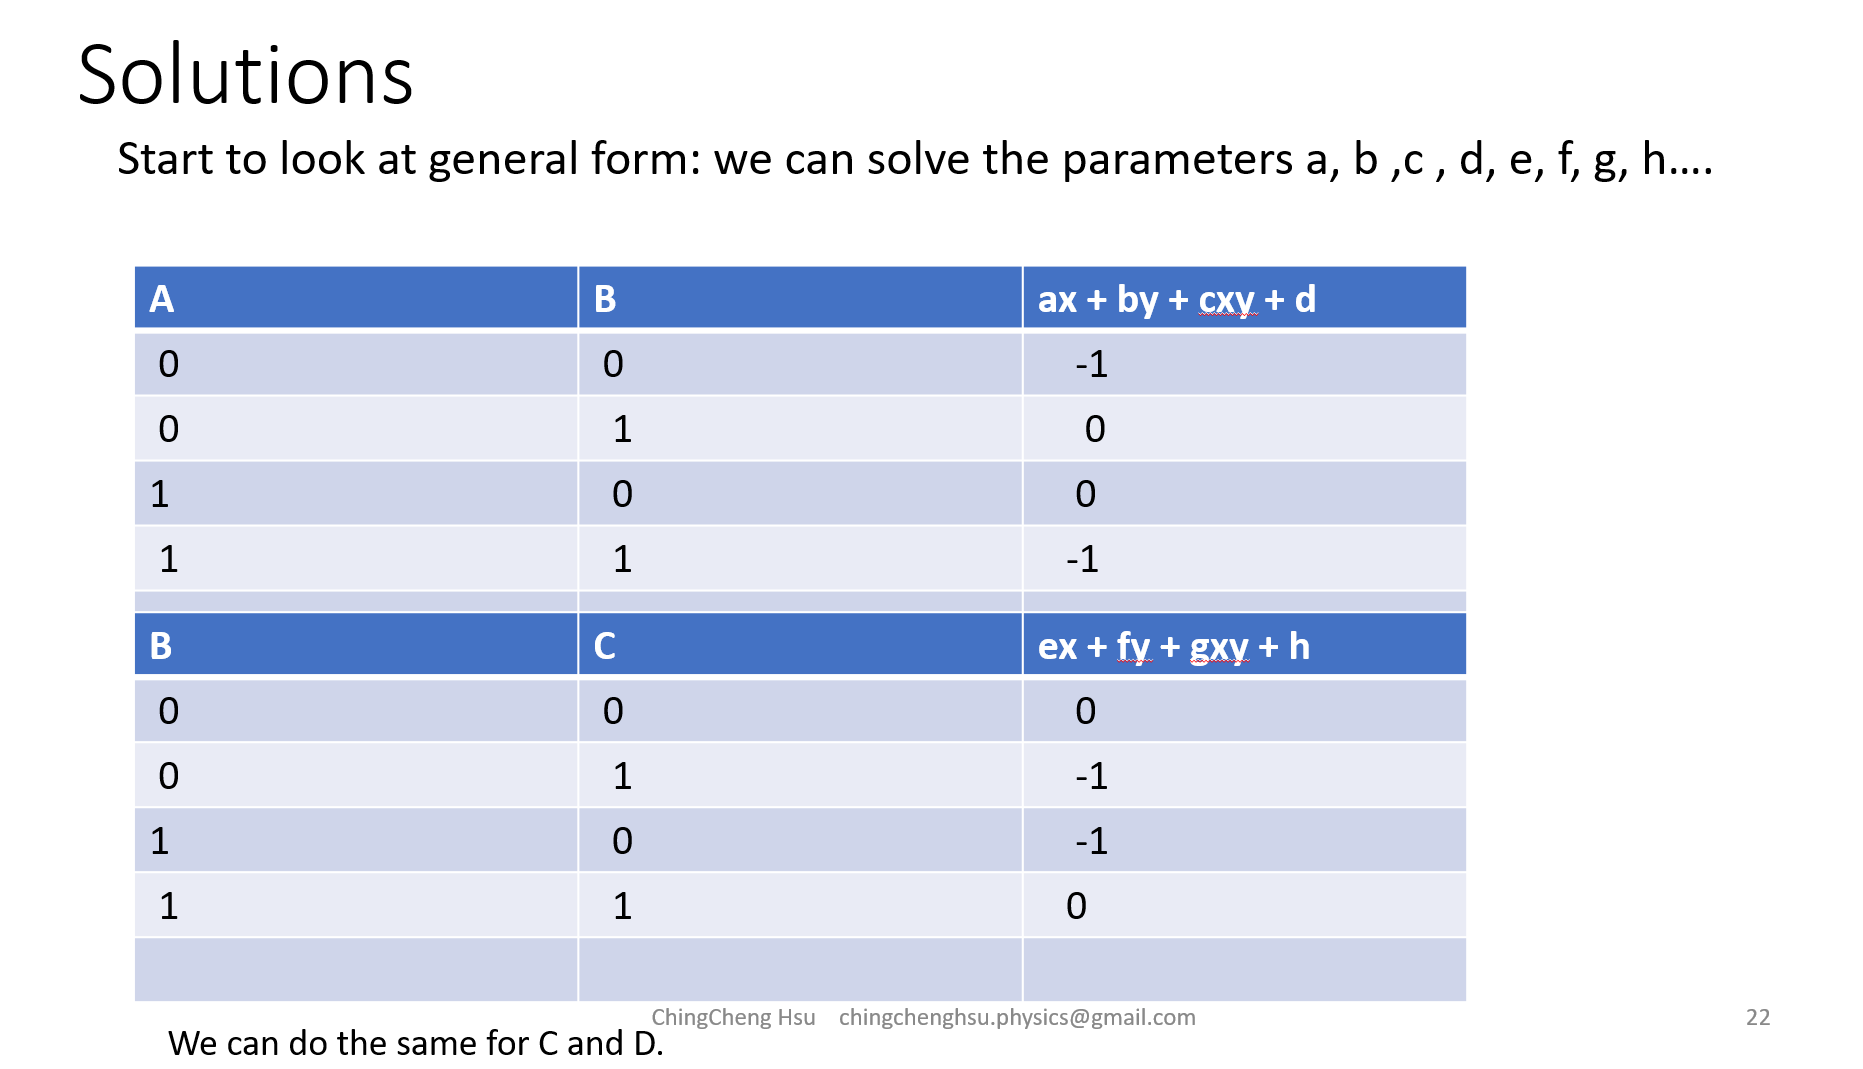 Solutions
Start to look at general form: we can solve the parameters a, b ,c , d, e, f, g, h....
A B ax + by + cxy + d
0 0 -1
0 1 0
1 0 0
1 1 -1
B C ex + fy + gxy + h
0 0 0
0 1 -1
1 0 -1
1 1 0
ChingCheng Hsu chingchenghsu.physics@gmail.com 22
We can do the same for C and D.